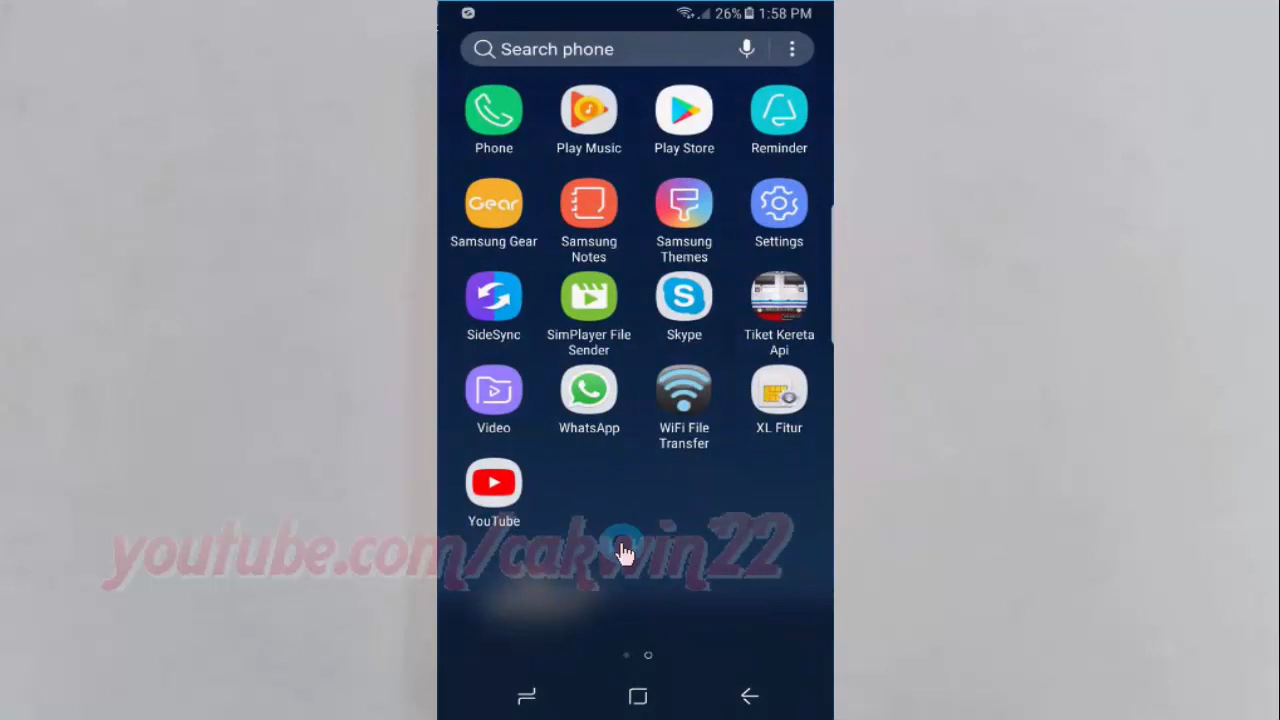 26% 1:58 PM
Search phone
Phone Play Music Play Store Reminder
Gear
Samsung Gear Samsung Notes Samsung Themes Settings
S
SideSync SimPlayer File Sender Skype Tiket Kereta Api
Video WhatsApp WiFi File Transfer XL Fitur
YouTube
youtube.com/cakwin22